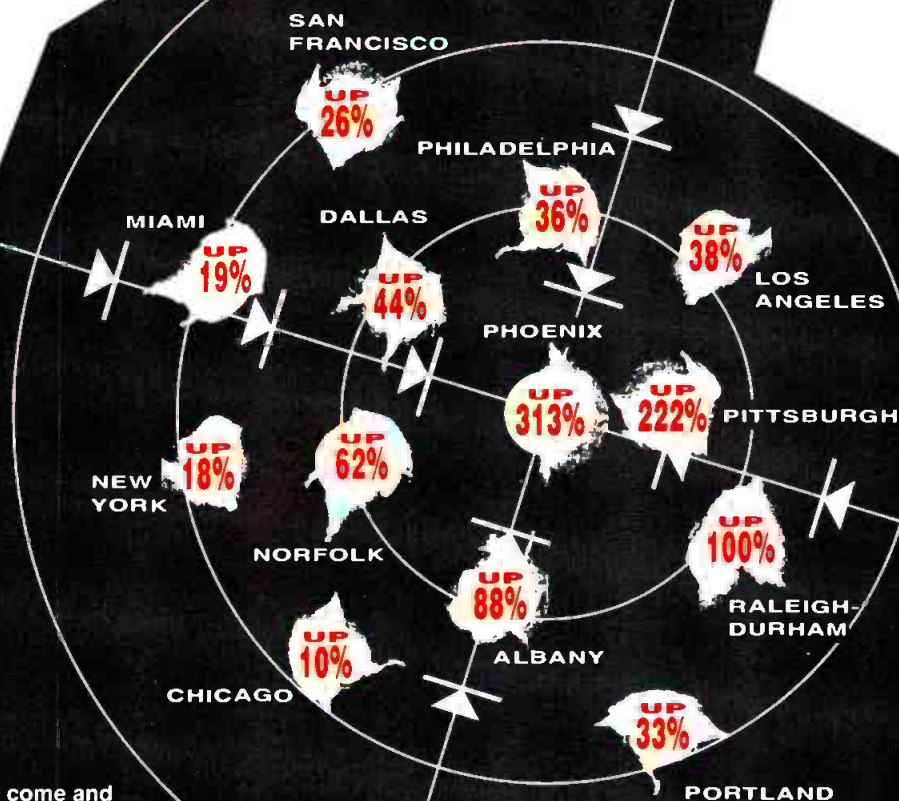 SAN
FRANCISCO
UP
26%
PHILADELPHIA
UP
36%
MIAMI
UP
19%
DALLAS
UP
44%
UP
38%
LOS
ANGELES
PHOENIX
UP
313%
UP
222%
PITTSBURGH
NEW
YORK
UP
18%
UP
62%
NORFOLK
UP
100%
RALEIGH-
DURHAM
UP
88%
ALBANY
UP
10%
CHICAGO
UP
33%
PORTLAND
come and